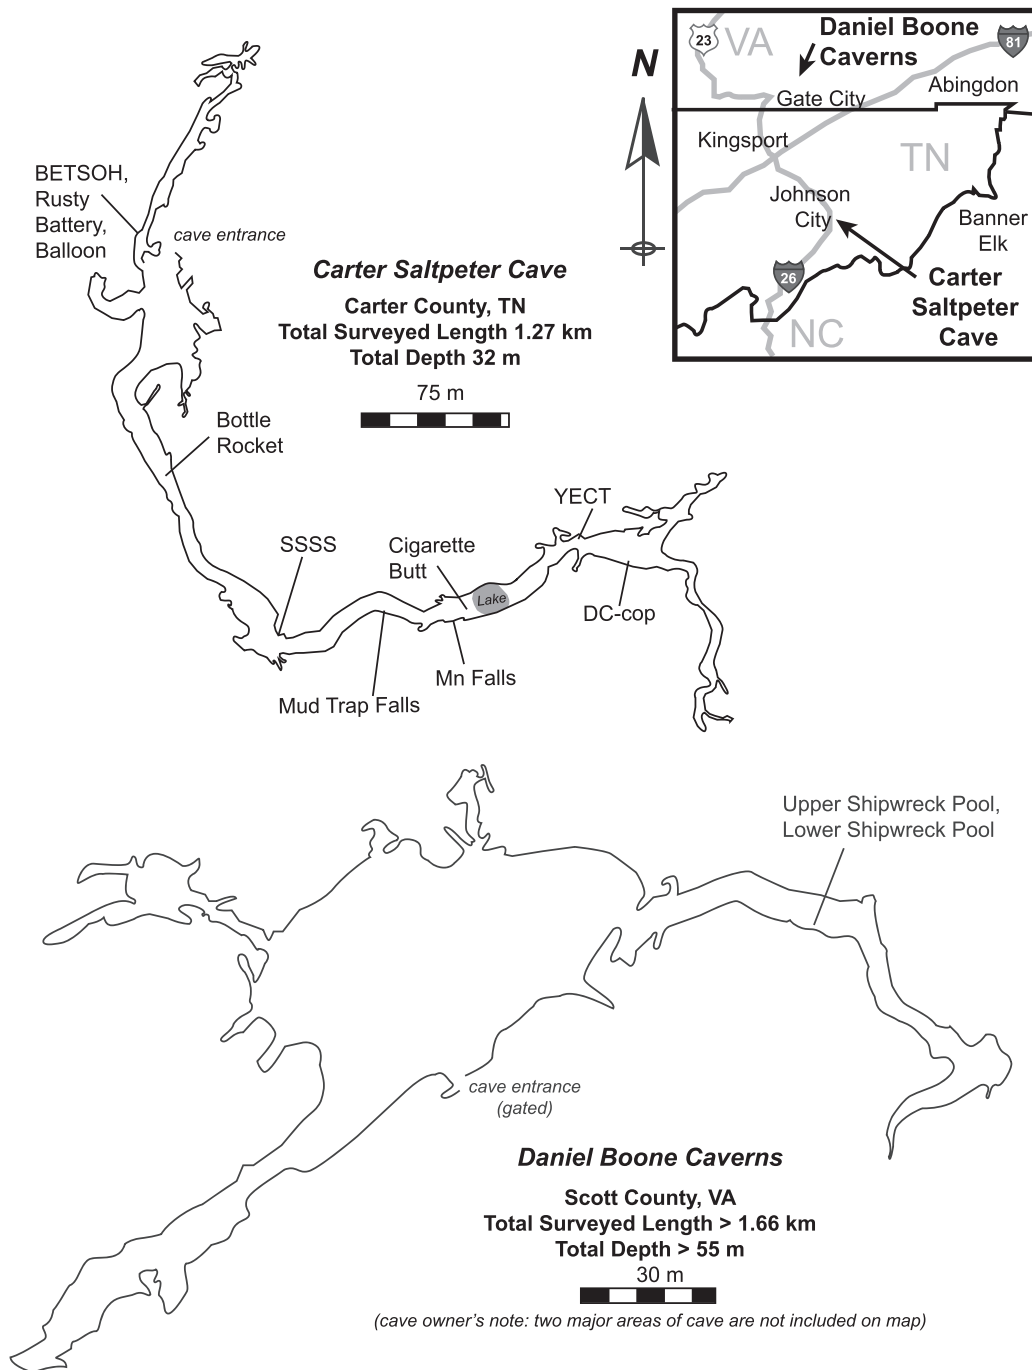 N
23
VA
Daniel Boone
Caverns
81
Gate City
Abingdon
Kingsport
TN
Johnson
City
Banner
Elk
26
Carter
Saltpeter
Cave
NC
BETSOH,
Rusty
Battery,
Balloon
cave entrance
Carter Saltpeter Cave
Carter County, TN
Total Surveyed Length 1.27 km
Total Depth 32 m
75 m
Bottle
Rocket
SSSS
Cigarette
Butt
Lake
YECT
DC-cop
Mn Falls
Mud Trap Falls
Upper Shipwreck Pool,
Lower Shipwreck Pool
cave entrance
(gated)
Daniel Boone Caverns
Scott County, VA
Total Surveyed Length > 1.66 km
Total Depth > 55 m
30 m
(cave owner's note: two major areas of cave are not included on map)